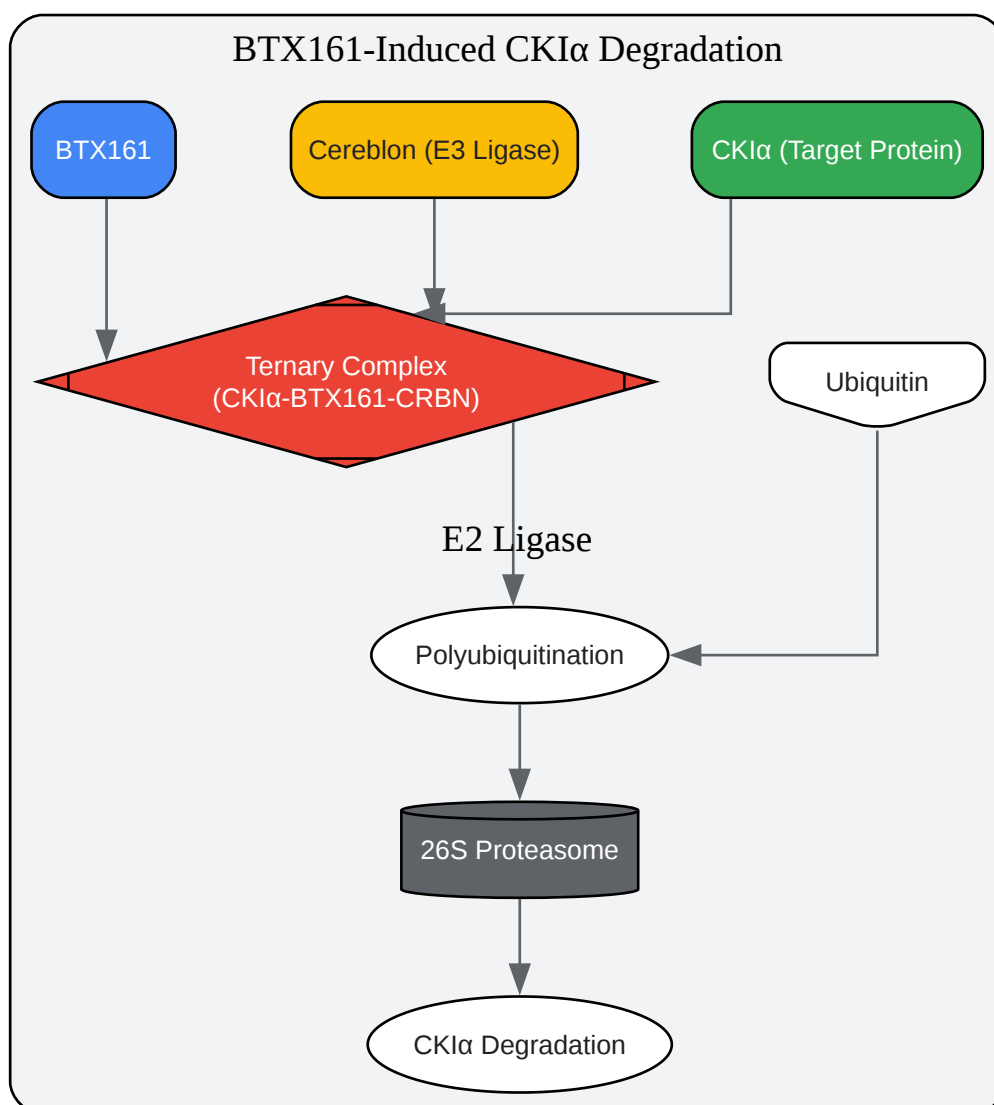 BTX161-Induced CKIα Degradation
BTX161
Cereblon (E3 Ligase)
CKIα (Target Protein)
Ternary Complex
(CKIα-BTX161-CRBN)
Ubiquitin
E2 Ligase
Polyubiquitination
26S Proteasome
CKIα Degradation